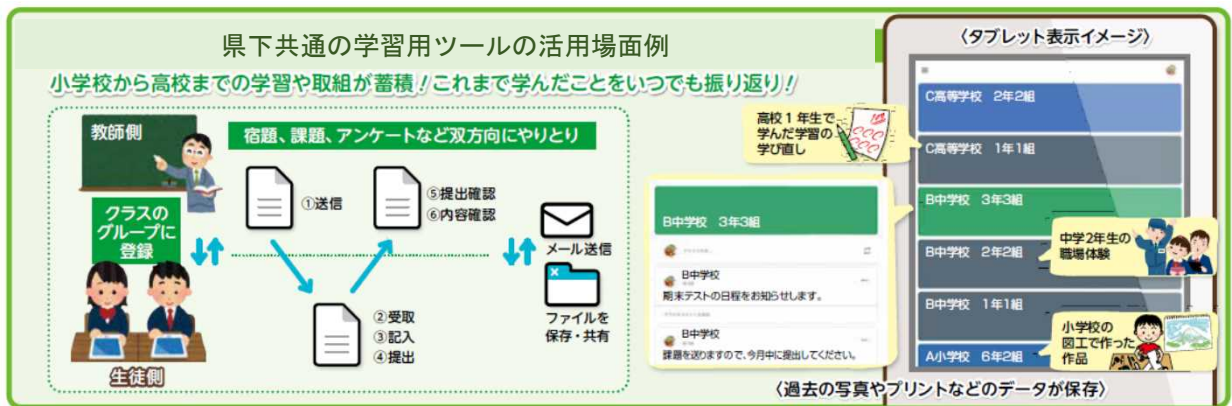 県下共通の学習用ツールの活用場面例
小学校から高校までの学習や取組が蓄積！これまで学んだことをいつでも振り返り！
教師側
宿題、課題、アンケートなど双方向にやりとり
クラスの
グループに
登録
①送信
⑤提出確認
⑥内容確認
②受取
③記入
④提出
メール送信
ファイルを
保存・共有
生徒側
〈タブレット表示イメージ〉
高校1年生で
学んだ学習の
学び直し
B中学校 3年3組
B中学校
期末テストの日程をお知らせします。
B中学校
課題を送りますので、今月中に提出してください。
C高等学校 2年2組
C高等学校 1年1組
B中学校 3年3組
B中学校 2年2組
中学2年生の
職場体験
B中学校 1年1組
小学校の
図工で作った
作品
A小学校 6年2組
〈過去の写真やプリントなどのデータが保存〉